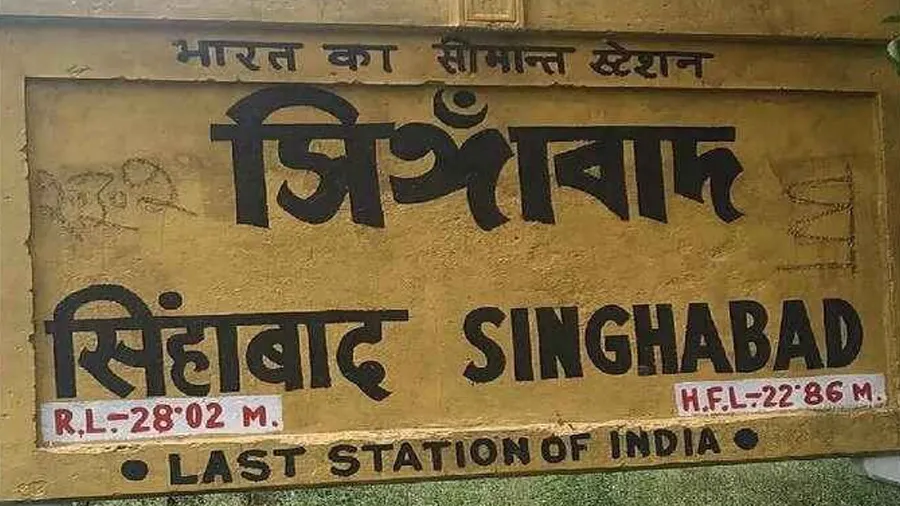 भारत का सीमान्त स्टेशन
সিঙ্গাবাদ
सिंहाबाद SINGHABAD
R.L.-28·02 M. H.F.L-22·86 M.
• LAST STATION OF INDIA •